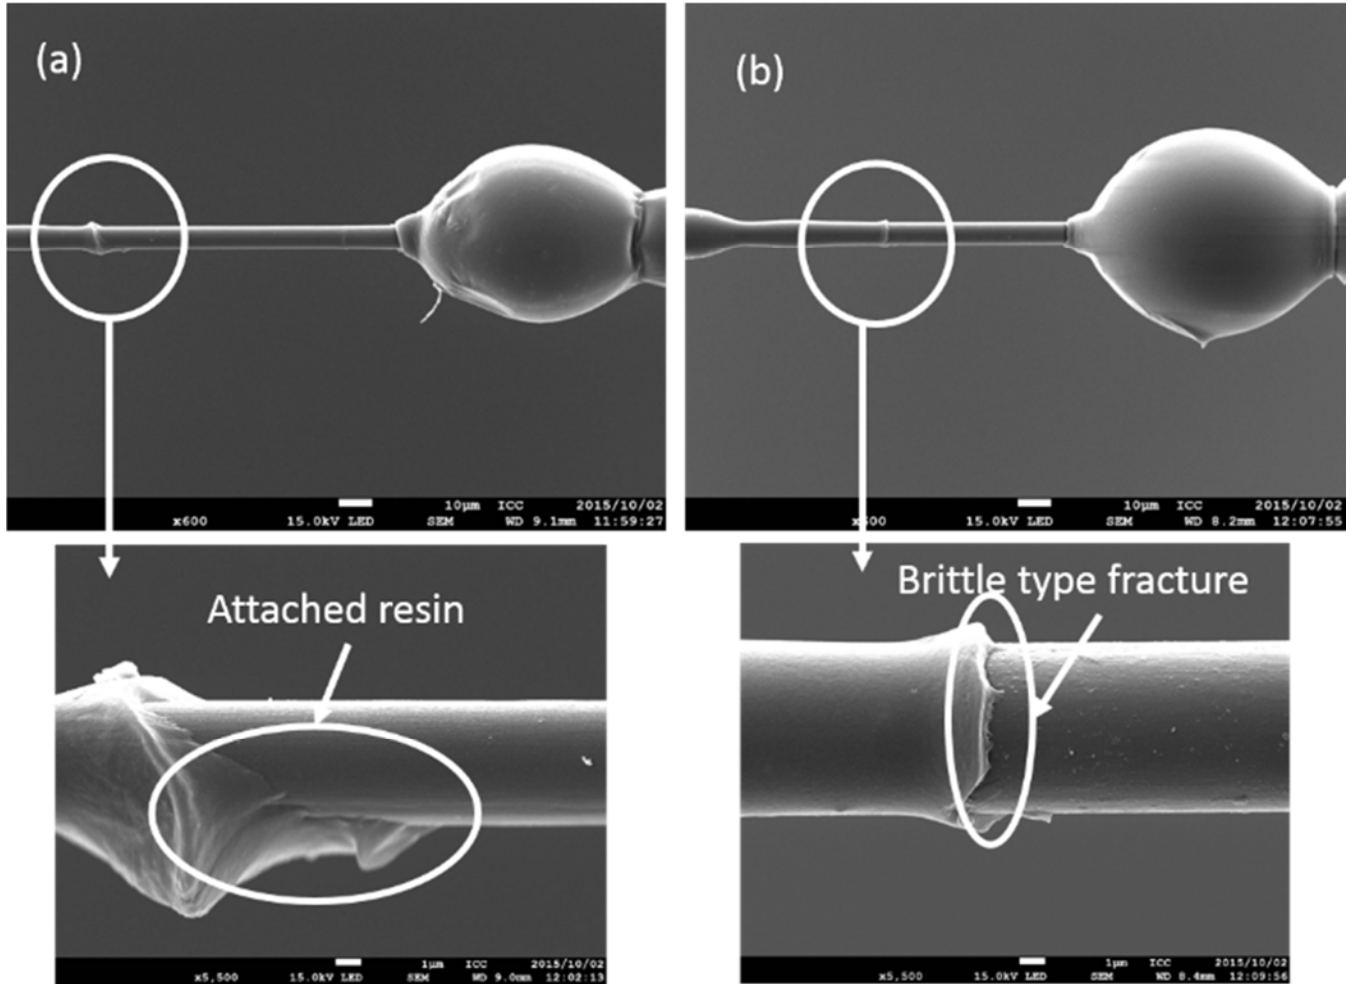 (a)
10µm ICC 2015/10/02
x600 15.0kV LED SEM WD 9.1mm 11:59:27
(b)
10µm ICC 2015/10/02
15.0kV LED SEM WD 8.2mm 12:07:55
Attached resin
1µm ICC 2015/10/02
x5,500 15.0kV LED SEM WD 9.0mm 12:02:13
Brittle type fracture
1µm ICC 2015/10/02
x5,500 15.0kV LED SEM WD 8.4mm 12:09:56